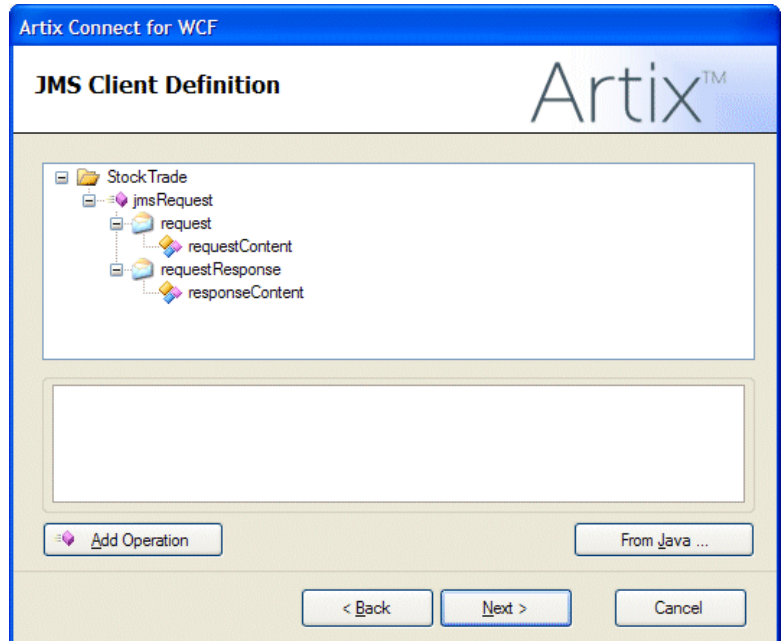 Artix Connect for WCF
JMS Client Definition
Artix™
StockTrade
jmsRequest
request
requestContent
requestResponse
responseContent
Add Operation
From Java ...
< Back
Next >
Cancel